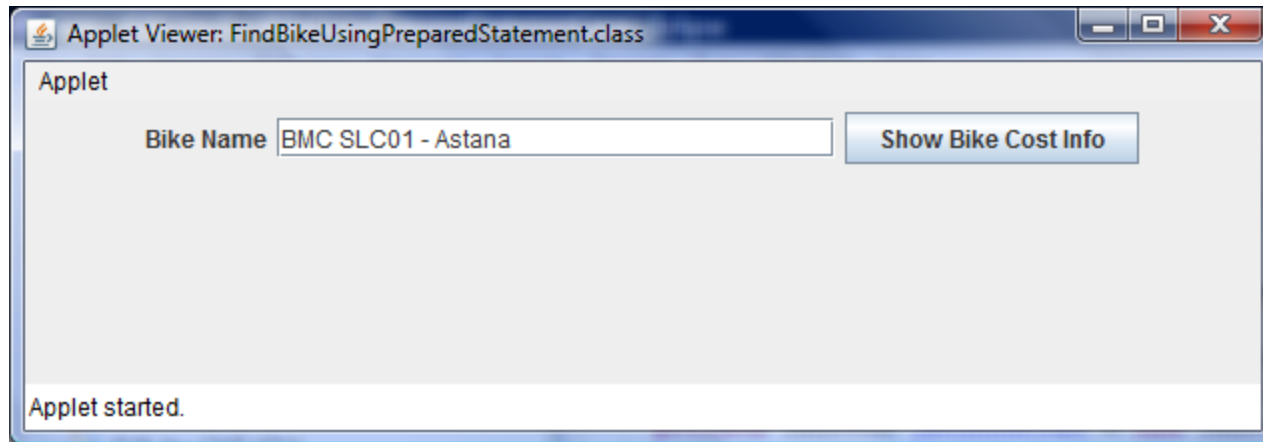 Applet Viewer: FindBikeUsingPreparedStatement.class
Applet
Bike Name BMC SLC01 - Astana Show Bike Cost Info
Applet started.